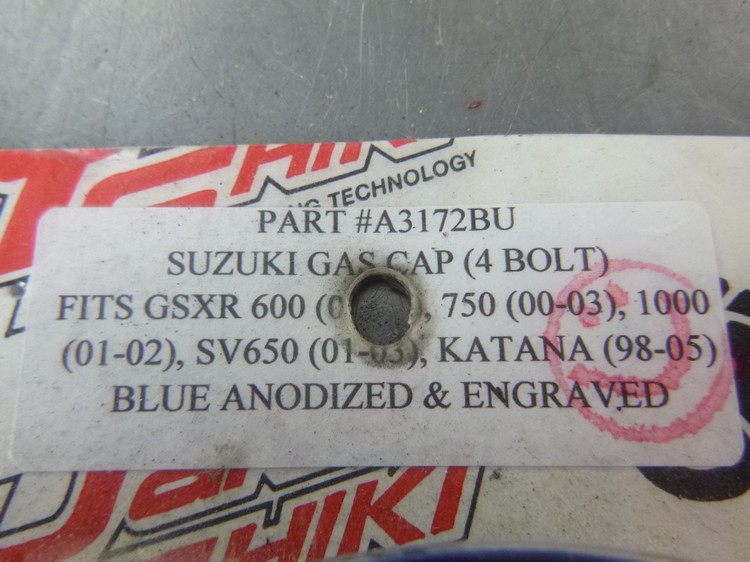 TECHNOLOGY
PART #A3172BU
SUZUKI GAS CAP (4 BOLT)
FITS GSXR 600 (0 ), 750 (00-03), 1000
(01-02), SV650 (01-03), KATANA (98-05)
BLUE ANODIZED & ENGRAVED